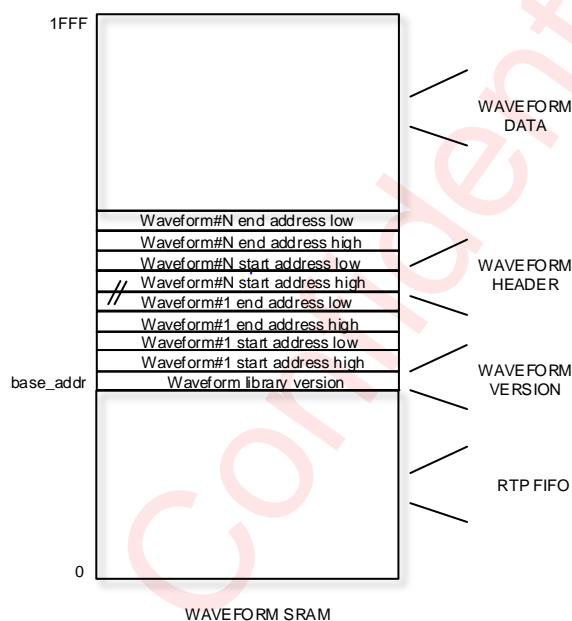 1FFF
WAVEFORM
DATA
Waveform#N end address low
Waveform#N end address high
Waveform#N start address low
Waveform#N start address high
WAVEFORM
HEADER
Waveform#1 end address low
Waveform#1 end address high
Waveform#1 start address low
Waveform#1 start address high
base_addr
Waveform library version
WAVEFORM
VERSION
RTP FIFO
0
WAVEFORM SRAM
Confident